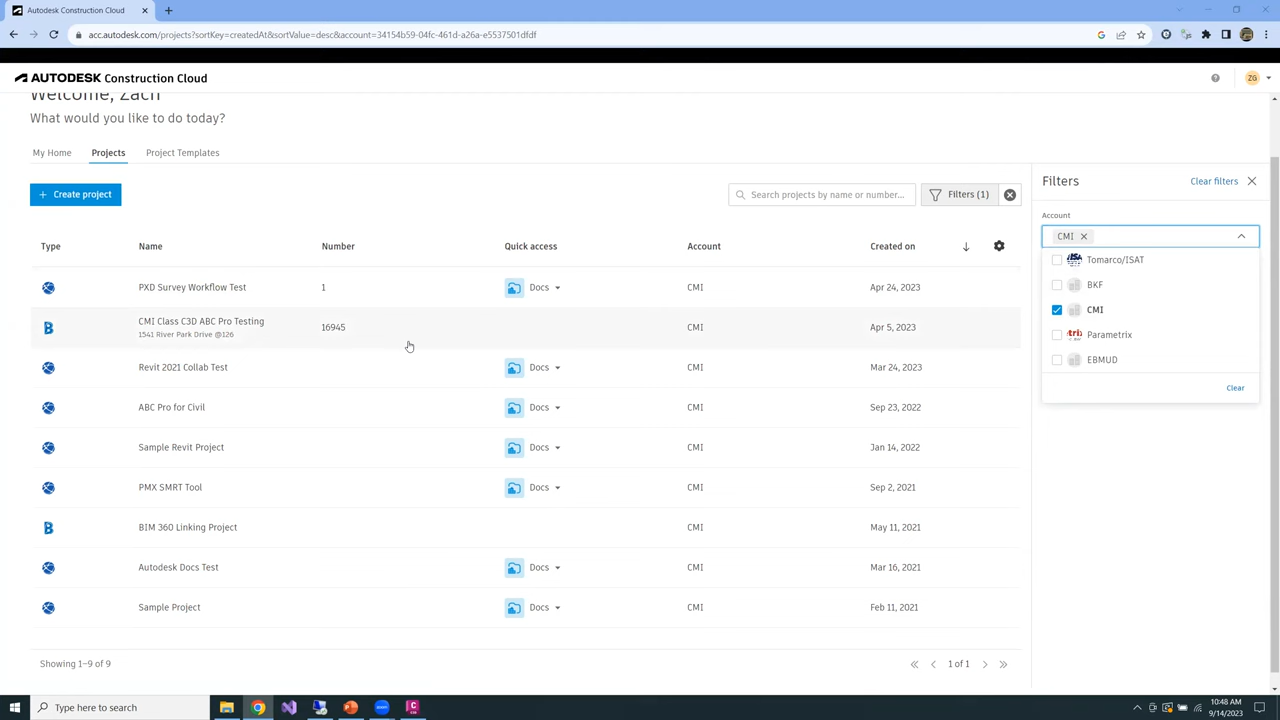 Autodesk Construction Cloud
acc.autodesk.com/projects?sortKey=createdAt&sortValue=desc&account=34154b59-04fc-461d-a26a-e5537501dfdf
AUTODESK Construction Cloud
ZG
Welcome, Zach
What would you like to do today?
My Home Projects Project Templates
+ Create project
Search projects by name or number...
Filters (1)
Type Name Number Quick access Account Created on
PXD Survey Workflow Test 1 Docs CMI Apr 24, 2023
CMI Class C3D ABC Pro Testing 16945 CMI Apr 5, 2023
1541 River Park Drive @126
Revit 2021 Collab Test Docs CMI Mar 24, 2023
ABC Pro for Civil Docs CMI Sep 23, 2022
Sample Revit Project Docs CMI Jan 14, 2022
PMX SMRT Tool Docs CMI Sep 2, 2021
BIM 360 Linking Project CMI May 11, 2021
Autodesk Docs Test Docs CMI Mar 16, 2021
Sample Project Docs CMI Feb 11, 2021
Showing 1–9 of 9
1 of 1
Filters
Clear filters
Account
CMI
Tomarco/ISAT
BKF
CMI
Parametrix
EBMUD
Clear
Type here to search
10:48 AM
9/14/2023